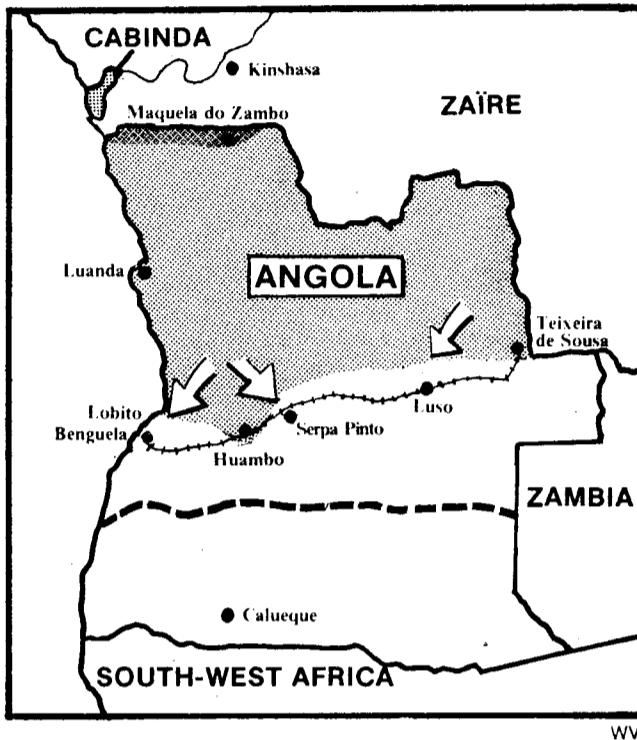 CABINDA
Kinshasa
Maquela do Zambo
ZAÏRE
Luanda
ANGOLA
Teixeira
de Sousa
Lobito
Benguela
Luso
Serpa Pinto
Huambo
ZAMBIA
Calueque
SOUTH-WEST AFRICA
WV